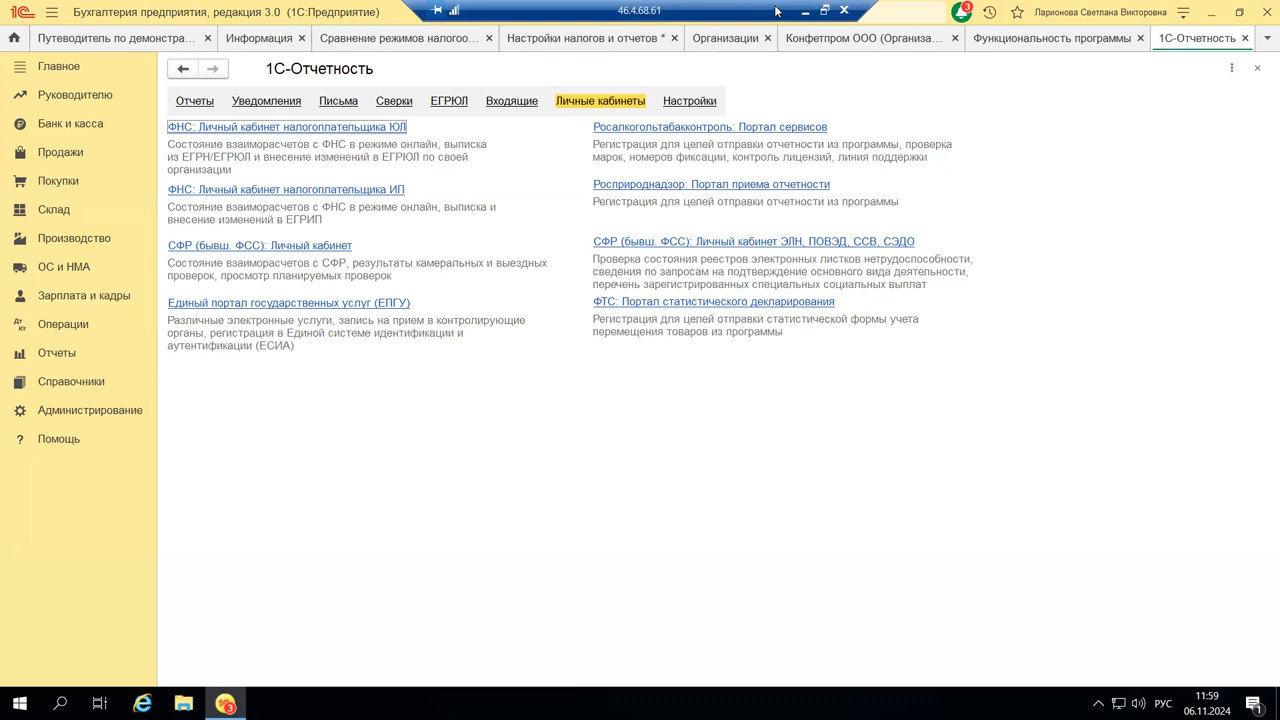 Бухгалтерия предприятия, редакция 3.0 (1С:Предприятие)
46.4.68.61
3
Ларионова Светлана Викторовна
Путеводитель по демонстра...
Информация
Сравнение режимов налогоо...
Настройки налогов и отчетов *
Организации
Конфетпром ООО (Организа...
Функциональность программы
1С-Отчетность
Главное
Руководителю
Банк и касса
Продажи
Покупки
Склад
Производство
ОС и НМА
Зарплата и кадры
Операции
Отчеты
Справочники
Администрирование
Помощь
1С-Отчетность
Отчеты Уведомления Письма Сверки ЕГРЮЛ Входящие Личные кабинеты Настройки
ФНС: Личный кабинет налогоплательщика ЮЛ
Состояние взаиморасчетов с ФНС в режиме онлайн, выписка
из ЕГРН/ЕГРЮЛ и внесение изменений в ЕГРЮЛ по своей
организации
ФНС: Личный кабинет налогоплательщика ИП
Состояние взаиморасчетов с ФНС в режиме онлайн, выписка и
внесение изменений в ЕГРИП
СФР (бывш. ФСС): Личный кабинет
Состояние взаиморасчетов с СФР, результаты камеральных и выездных
проверок, просмотр планируемых проверок
Единый портал государственных услуг (ЕПГУ)
Различные электронные услуги, запись на прием в контролирующие
органы, регистрация в Единой системе идентификации и
аутентификации (ЕСИА)
Росалкогольтабакконтроль: Портал сервисов
Регистрация для целей отправки отчетности из программы, проверка
марок, номеров фиксации, контроль лицензий, линия поддержки
Росприроднадзор: Портал приема отчетности
Регистрация для целей отправки отчетности из программы
СФР (бывш. ФСС): Личный кабинет ЭЛН, ПОВЭД, ССВ, СЭДО
Проверка состояния реестров электронных листков нетрудоспособности,
сведения по запросам на подтверждение основного вида деятельности,
перечень зарегистрированных специальных социальных выплат
ФТС: Портал статистического декларирования
Регистрация для целей отправки статистической формы учета
перемещения товаров из программы
3
РУС
11:59
06.11.2024
1